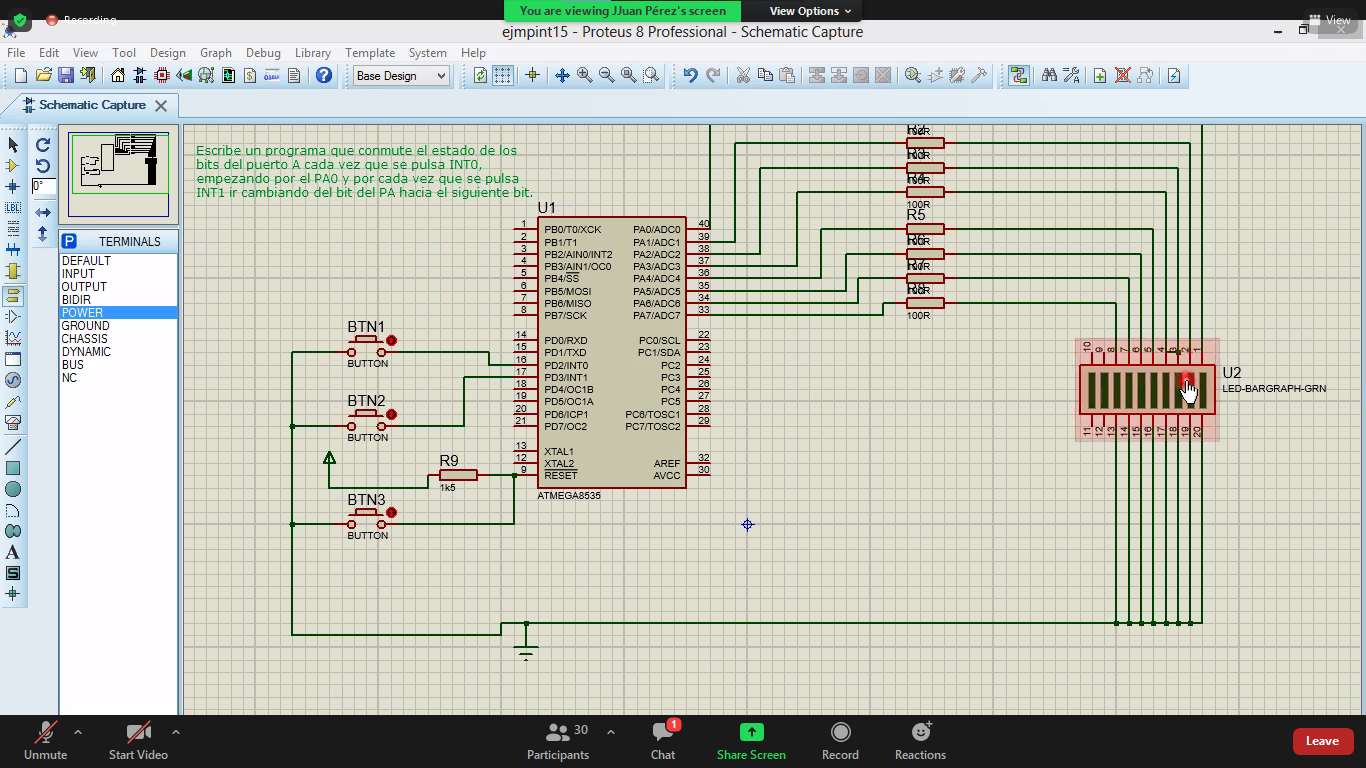 You are viewing JJuan Pérez's screen
View Options
Recording
View
ejmpint15 - Proteus 8 Professional - Schematic Capture
File Edit View Tool Design Graph Debug Library Template System Help
Base Design
Schematic Capture
0°
LBL
TERMINALS
DEFAULT
INPUT
OUTPUT
BIDIR
POWER
GROUND
CHASSIS
DYNAMIC
BUS
NC
Escribe un programa que conmute el estado de los
bits del puerto A cada vez que se pulsa INT0,
empezando por el PA0 y por cada vez que se pulsa
INT1 ir cambiando del bit del PA hacia el siguiente bit.
U1
1 PB0/T0/XCK
2 PB1/T1
3 PB2/AIN0/INT2
4 PB3/AIN1/OC0
5 PB4/SS
6 PB5/MOSI
7 PB6/MISO
8 PB7/SCK
14 PD0/RXD
15 PD1/TXD
16 PD2/INT0
17 PD3/INT1
18 PD4/OC1B
19 PD5/OC1A
20 PD6/ICP1
21 PD7/OC2
13 XTAL1
12 XTAL2
9 RESET
PA0/ADC0 40
PA1/ADC1 39
PA2/ADC2 38
PA3/ADC3 37
PA4/ADC4 36
PA5/ADC5 35
PA6/ADC6 34
PA7/ADC7 33
PC0/SCL 22
PC1/SDA 23
PC2 24
PC3 25
PC4 26
PC5 27
PC6/TOSC1 28
PC7/TOSC2 29
AREF 32
AVCC 30
ATMEGA8535
BTN1
BUTTON
BTN2
BUTTON
R9
1k5
BTN3
BUTTON
R2
100R
R3
100R
R4
100R
R5
R6
100R
R7
100R
R8
100R
10 9 8 7 6 5 4 3 2 1
U2
LED-BARGRAPH-GRN
11 12 13 14 15 16 17 18 19 20
Unmute
Start Video
Participants
30
Chat
1
Share Screen
Record
Reactions
Leave